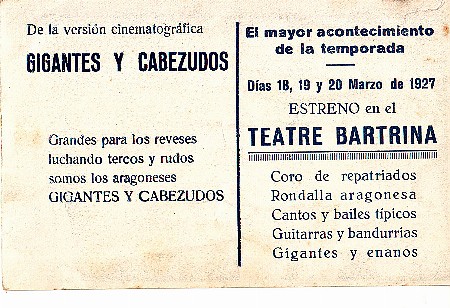 De la versión cinematográfica
GIGANTES Y CABEZUDOS
Grandes para los reveses
luchando tercos y rudos
somos los aragoneses
GIGANTES Y CABEZUDOS
El mayor acontecimiento
de la temporada
Días 18, 19 y 20 Marzo de 1927
ESTRENO en el
TEATRE BARTRINA
Coro de repatriados
Rondalla aragonesa
Cantos y bailes típicos
Guitarras y bandurrias
Gigantes y enanos